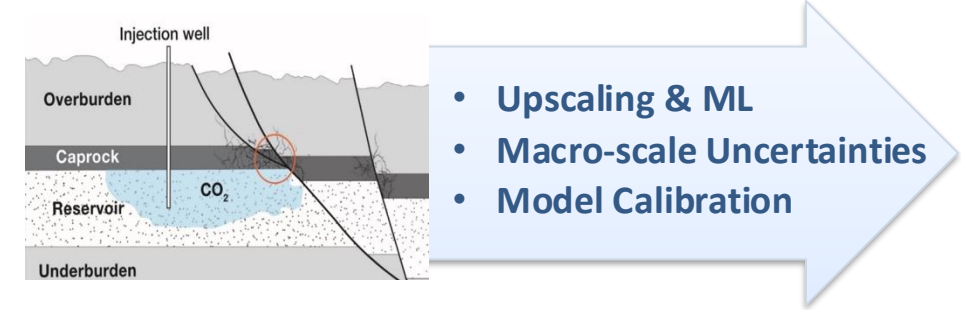 Injection well
Overburden
Caprock
CO₂
Reservoir
Underburden
• Upscaling & ML
• Macro-scale Uncertainties
• Model Calibration